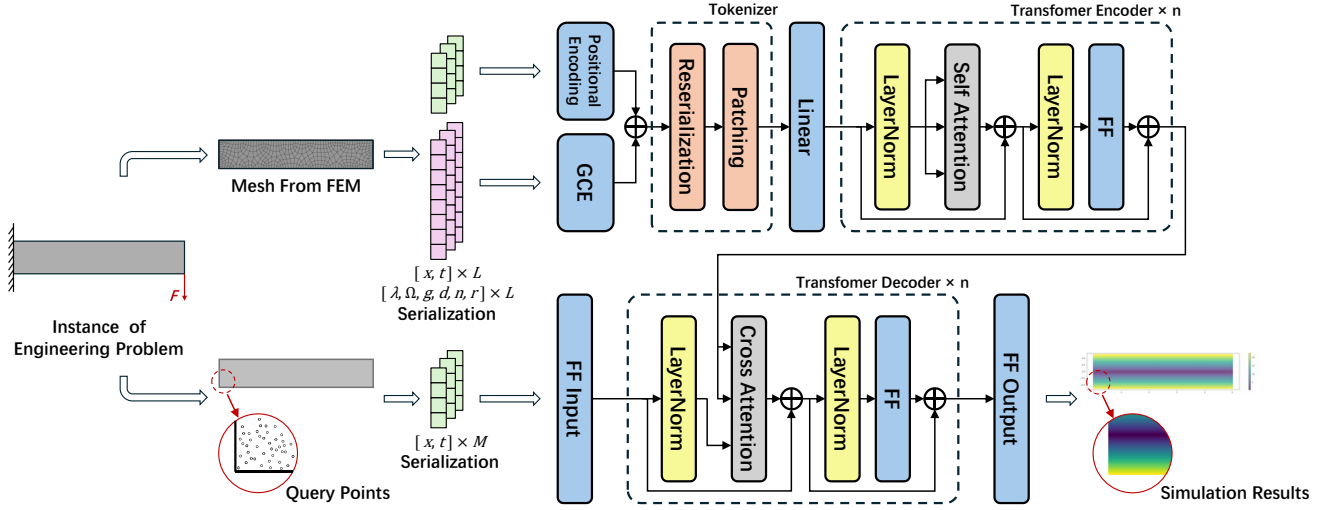 Tokenizer
Transfomer Encoder × n
Positional
Encoding
GCE
Reserialization
Patching
Linear
LayerNorm
Self Attention
LayerNorm
FF
Mesh From FEM
F
[ x, t] × L
[ λ, Ω, g, d, n, r] × L
Serialization
Instance of
Engineering Problem
Transfomer Decoder × n
FF Input
LayerNorm
Cross Attention
LayerNorm
FF
FF Output
[ x, t] × M
Serialization
Query Points
Simulation Results